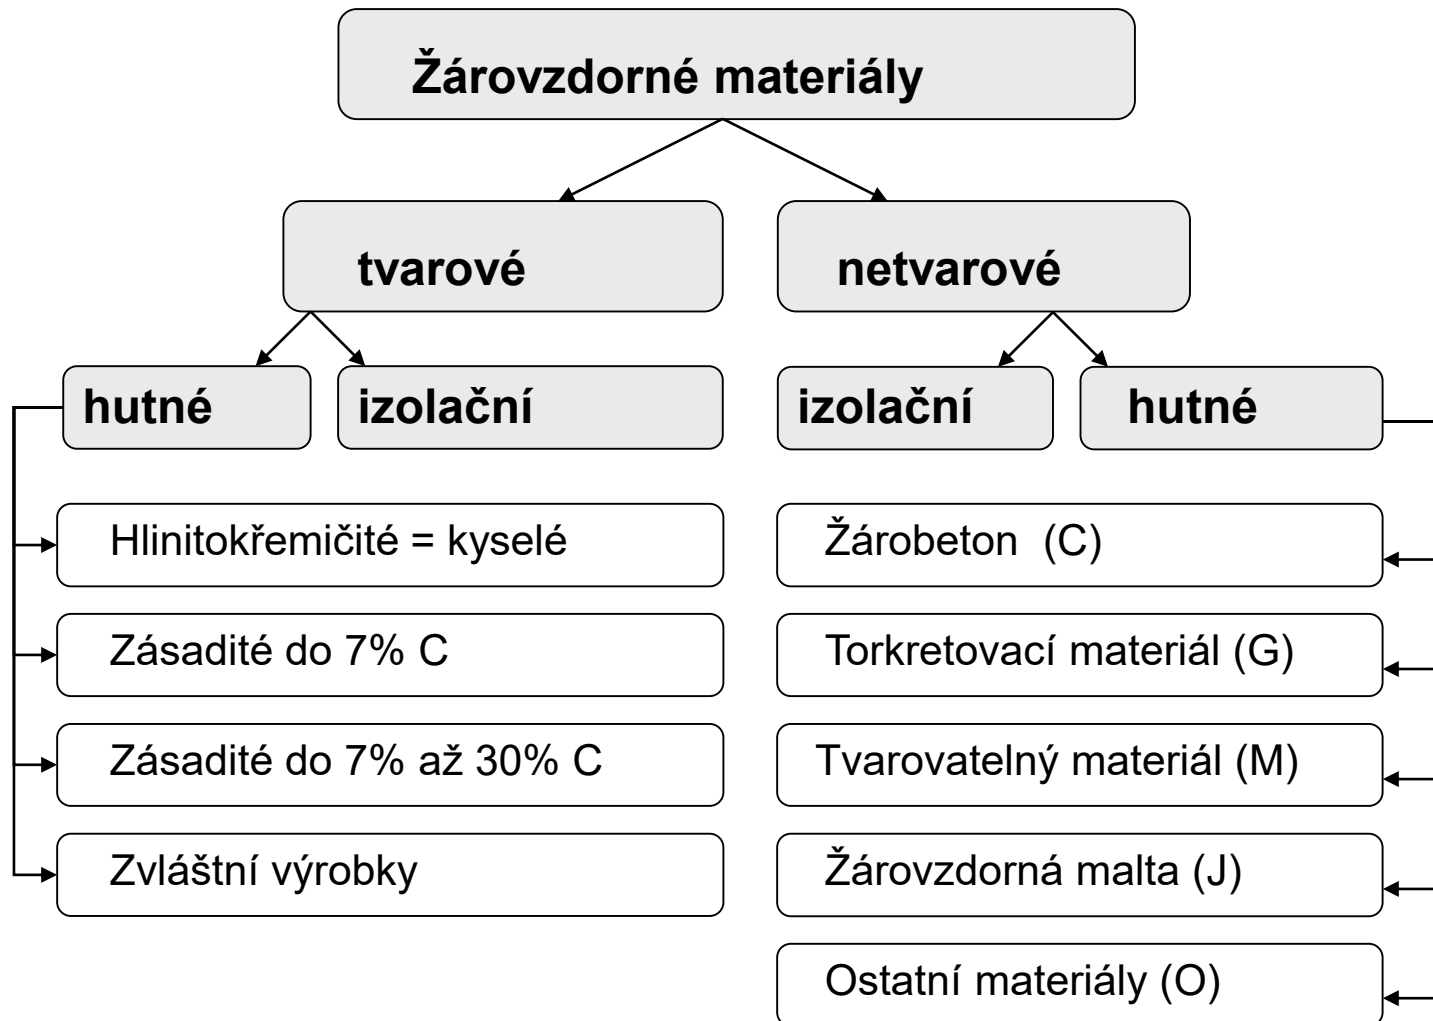 Žárovzdorné materiály
tvarové
netvarové
hutné
izolační
izolační
hutné
Hlinitokřemičité = kyselé
Zásadité do 7% C
Zásadité do 7% až 30% C
Zvláštní výrobky
Žárobeton (C)
Torkretovací materiál (G)
Tvarovatelný materiál (M)
Žárovzdorná malta (J)
Ostatní materiály (O)